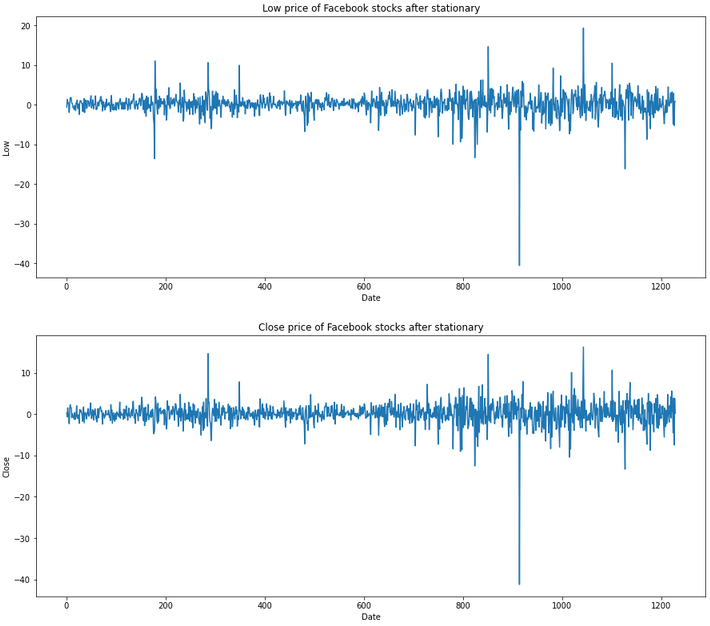 Low price of Facebook stocks after stationary
20
10
0
−10
−20
−30
−40
Low
0 200 400 600 800 1000 1200
Date
Close price of Facebook stocks after stationary
10
0
−10
−20
−30
−40
Close
0 200 400 600 800 1000 1200
Date